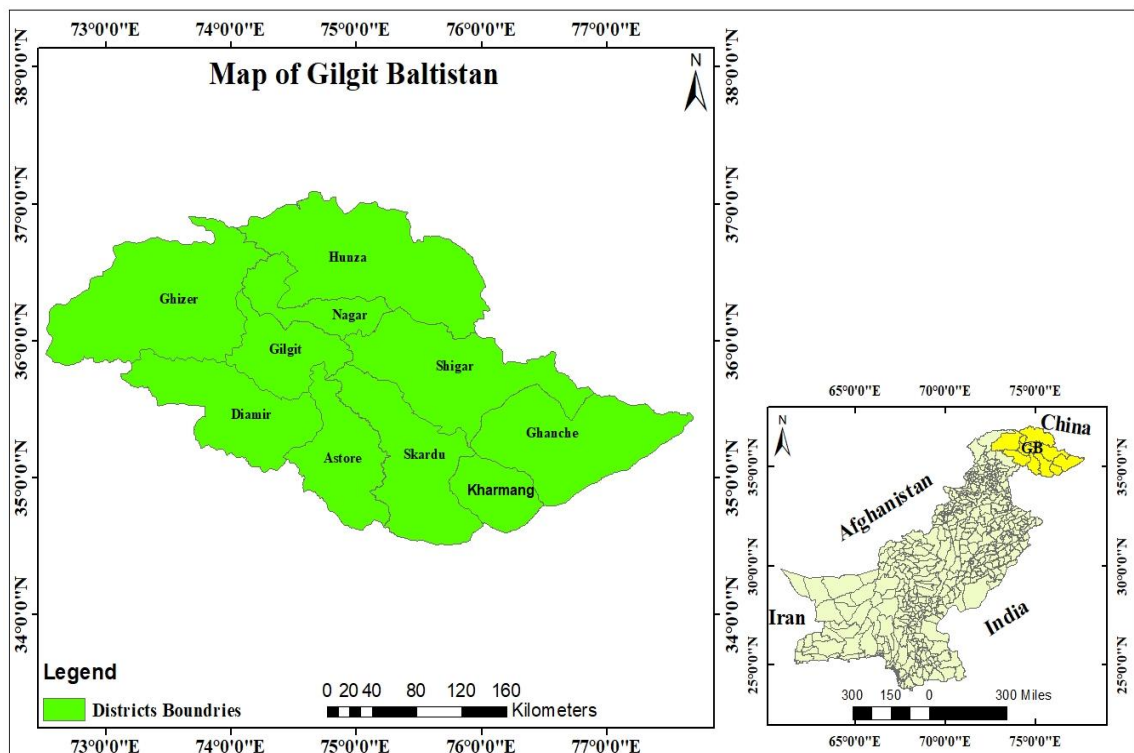 73°0'0"E 74°0'0"E 75°0'0"E 76°0'0"E 77°0'0"E
Map of Gilgit Baltistan
N
38°0'0"N
38°0'0"N
37°0'0"N
37°0'0"N
Hunza
Ghizer
Nagar
36°0'0"N
36°0'0"N
Gilgit
Shigar
Diamir
Ghanche
Astore
Skardu
Kharmang
35°0'0"N
35°0'0"N
34°0'0"N
34°0'0"N
Legend
Districts Boundries
0 20 40 80 120 160
Kilometers
73°0'0"E 74°0'0"E 75°0'0"E 76°0'0"E 77°0'0"E
65°0'0"E 70°0'0"E 75°0'0"E
N
China
GB
35°0'0"N
35°0'0"N
Afghanistan
30°0'0"N
30°0'0"N
Iran
India
25°0'0"N
25°0'0"N
300 150 0 300 Miles
65°0'0"E 70°0'0"E 75°0'0"E